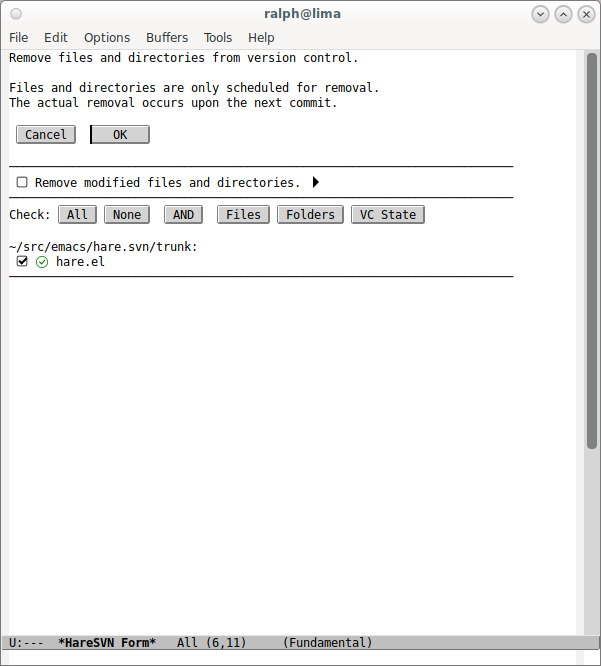 ralph@lima
File Edit Options Buffers Tools Help
Remove files and directories from version control.
Files and directories are only scheduled for removal.
The actual removal occurs upon the next commit.
Cancel OK
Remove modified files and directories.
Check: All None AND Files Folders VC State
~/src/emacs/hare.svn/trunk:
hare.el
U:--- *HareSVN Form* All (6,11) (Fundamental)